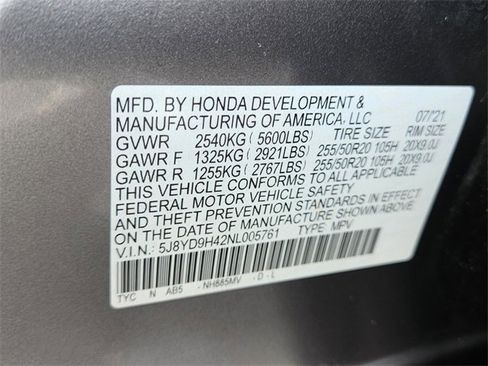 MFD. BY HONDA DEVELOPMENT &
MANUFACTURING OF AMERICA, LLC 07/21
GVWR 2540KG ( 5600LBS) TIRE SIZE RIM SIZE
GAWR F 1325KG ( 2921LBS) 255/50R20 105H 20X9.0J
GAWR R 1255KG ( 2767LBS) 255/50R20 105H 20X9.0J
THIS VEHICLE CONFORMS TO ALL APPLICABLE
FEDERAL MOTOR VEHICLE SAFETY, BUMPER,
AND THEFT PREVENTION STANDARDS IN EFFECT
ON THE DATE OF MANUFACTURE SHOWN ABOVE.
V.I.N.: 5J8YD9H42NL005761 TYPE: MPV
TYC N AB5 - NH885MV - D - L